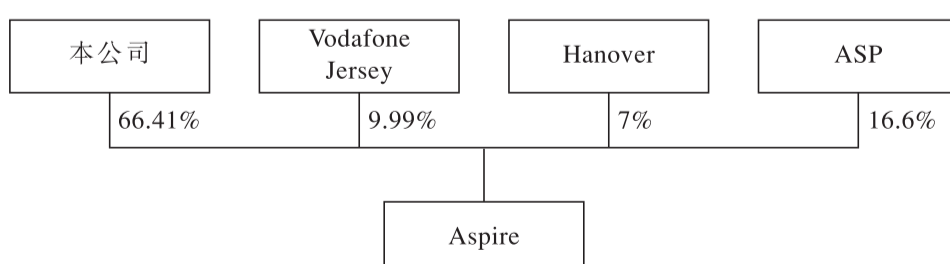 本公司
Vodafone
Jersey
Hanover
ASP
66.41%
9.99%
7%
16.6%
Aspire